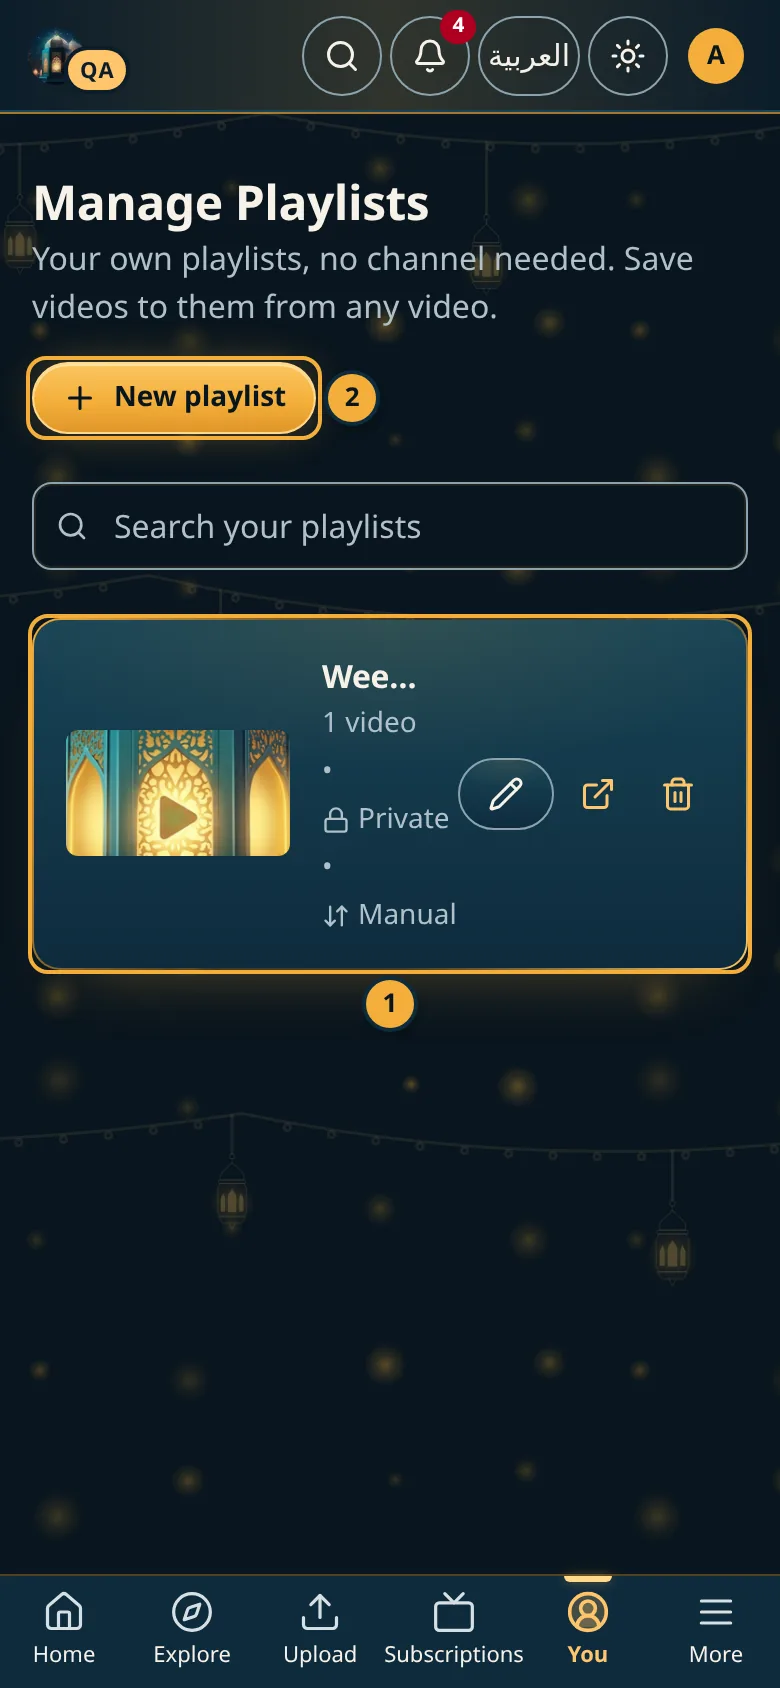 QA
4
العربية
A
Manage Playlists
Your own playlists, no channel needed. Save
videos to them from any video.
New playlist
2
Search your playlists
Wee...
1 video
•
Private
•
Manual
1
Home
Explore
Upload
Subscriptions
You
More